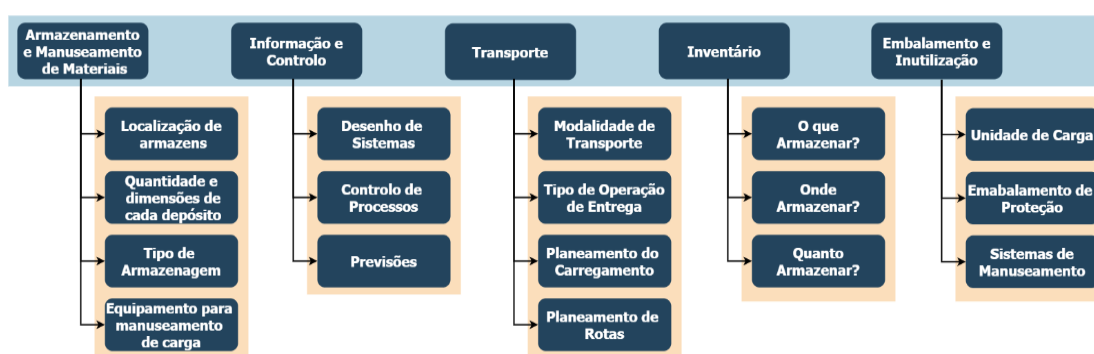 Armazenamento
e Manuseamento
de Materiais
Informação e
Controlo
Transporte
Inventário
Embalamento e
Inutilização
Localização de
armazens
Quantidade e
dimensões de
cada depósito
Tipo de
Armazenagem
Equipamento para
manuseamento
de carga
Desenho de
Sistemas
Controlo de
Processos
Previsões
Modalidade de
Transporte
Tipo de Operação
de Entrega
Planeamento do
Carregamento
Planeamento de
Rotas
O que
Armazenar?
Onde
Armazenar?
Quanto
Armazenar?
Unidade de Carga
Emabalamento de
Proteção
Sistemas de
Manuseamento